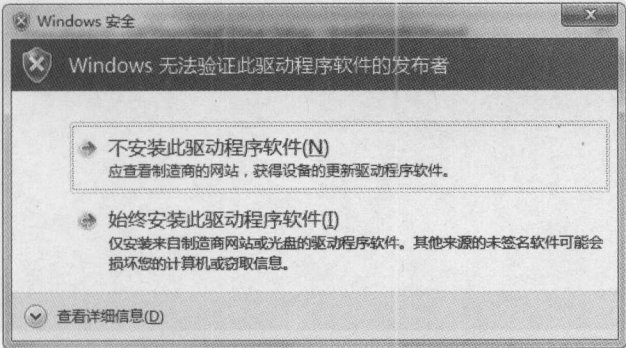 Windows 安全
Windows 无法验证此驱动程序软件的发布者
不安装此驱动程序软件(N)
应查看制造商的网站，获得设备的更新驱动程序软件。
始终安装此驱动程序软件(I)
仅安装来自制造商网站或光盘的驱动程序软件。其他来源的未签名软件可能会
损坏您的计算机或窃取信息。
查看详细信息(D)